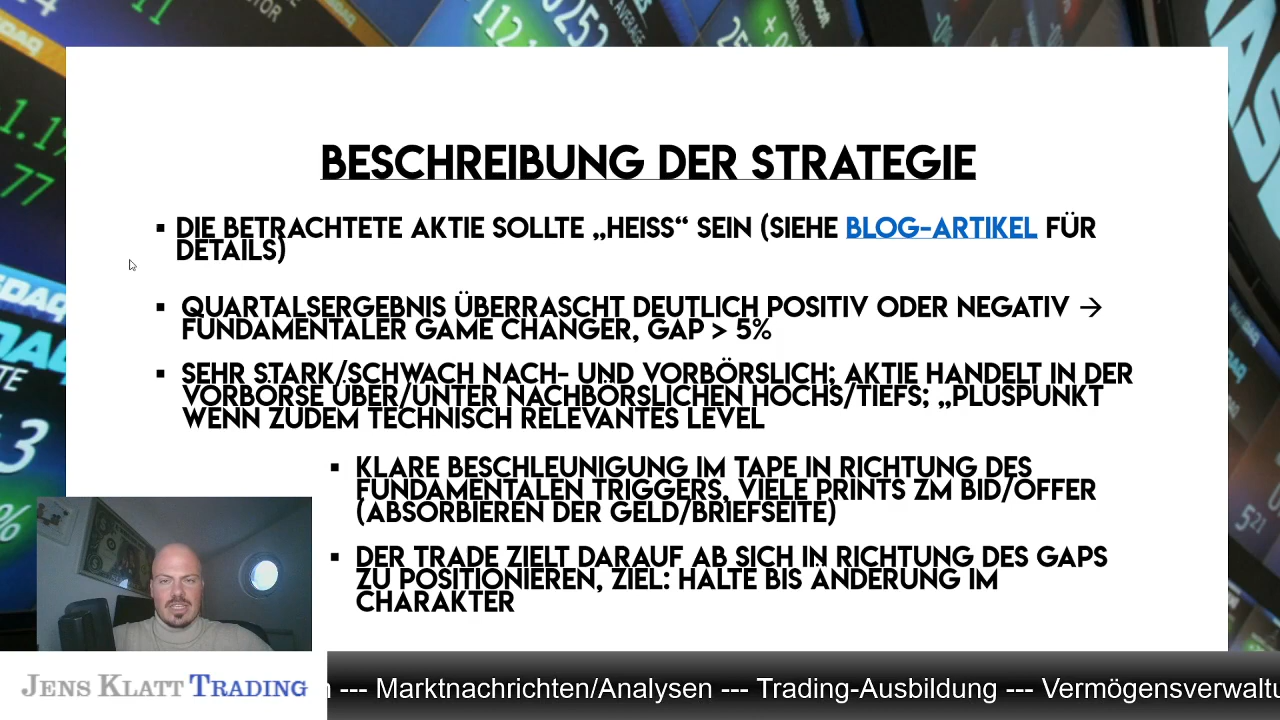 BESCHREIBUNG DER STRATEGIE
▪ DIE BETRACHTETE AKTIE SOLLTE „HEISS“ SEIN (SIEHE BLOG-ARTIKEL FÜR
DETAILS)
▪ QUARTALSERGEBNIS ÜBERRASCHT DEUTLICH POSITIV ODER NEGATIV →
FUNDAMENTALER GAME CHANGER, GAP > 5%
▪ SEHR STARK/SCHWACH NACH- UND VORBÖRSLICH; AKTIE HANDELT IN DER
VORBÖRSE ÜBER/UNTER NACHBÖRSLICHEN HOCHS/TIEFS; „PLUSPUNKT
WENN ZUDEM TECHNISCH RELEVANTES LEVEL
▪ KLARE BESCHLEUNIGUNG IM TAPE IN RICHTUNG DES
FUNDAMENTALEN TRIGGERS, VIELE PRINTS ZM BID/OFFER
(ABSORBIEREN DER GELD/BRIEFSEITE)
▪ DER TRADE ZIELT DARAUF AB SICH IN RICHTUNG DES GAPS
ZU POSITIONIEREN, ZIEL: HALTE BIS ÄNDERUNG IM
CHARAKTER
JENS KLATT TRADING
n --- Marktnachrichten/Analysen --- Trading-Ausbildung --- Vermögensverwaltu